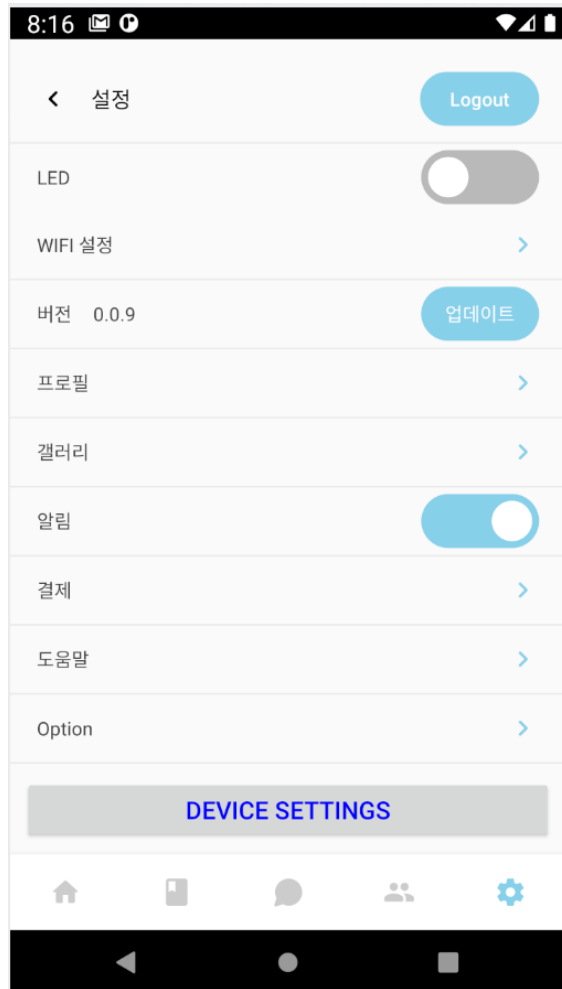 8:16
설정
Logout
LED
WIFI 설정
버전 0.0.9
업데이트
프로필
갤러리
알림
결제
도움말
Option
DEVICE SETTINGS